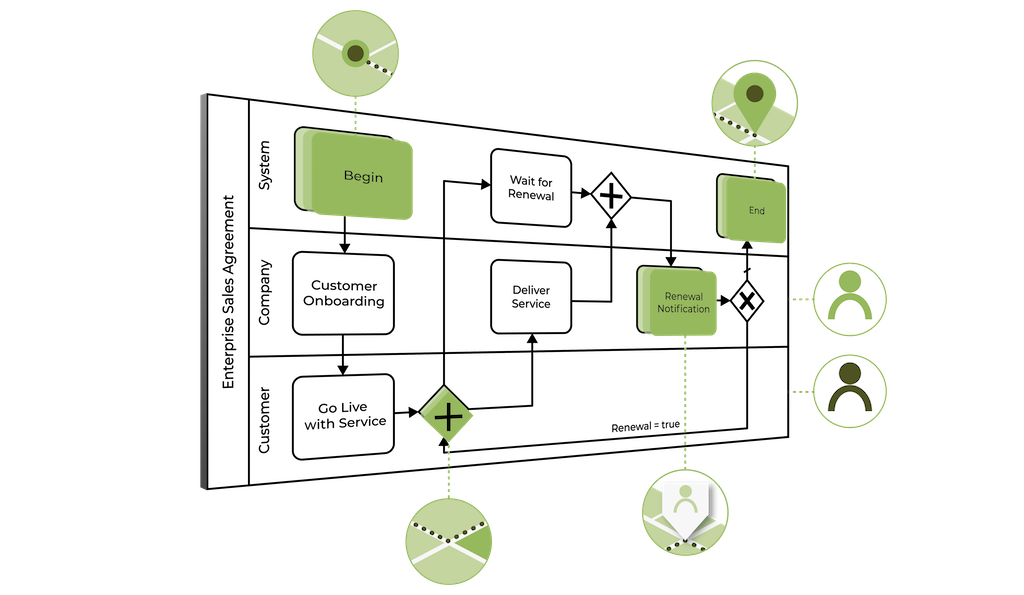 Enterprise Sales Agreement
System
Begin
Wait for
Renewal
End
Company
Customer
Onboarding
Deliver
Service
Renewal
Notification
Customer
Go Live
with Service
Renewal = true